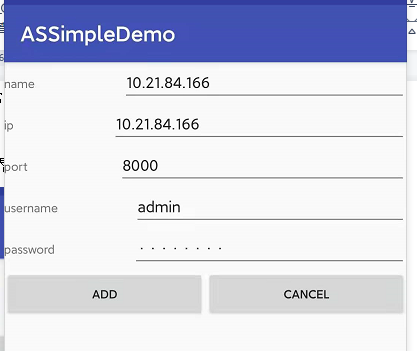 ASSimpleDemo
name 10.21.84.166
ip 10.21.84.166
port 8000
username admin
password ········
ADD CANCEL